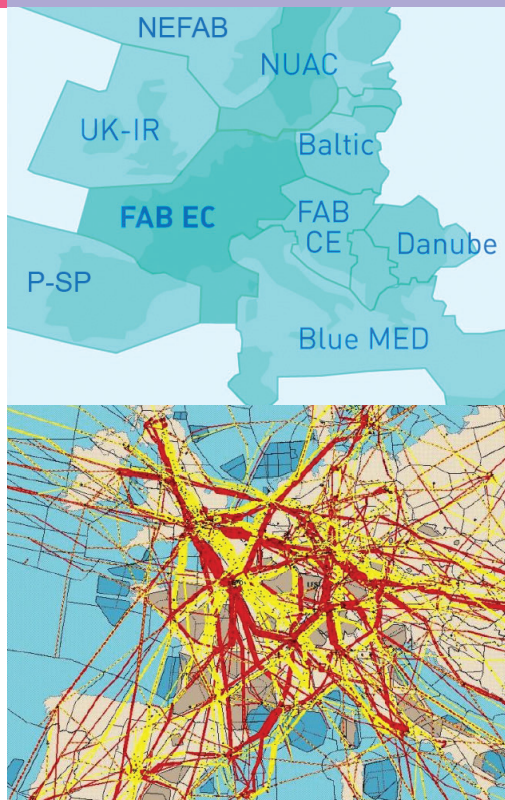 NEFAB
NUAC
UK-IR
Baltic
FAB EC
FAB
CE
Danube
P-SP
Blue MED